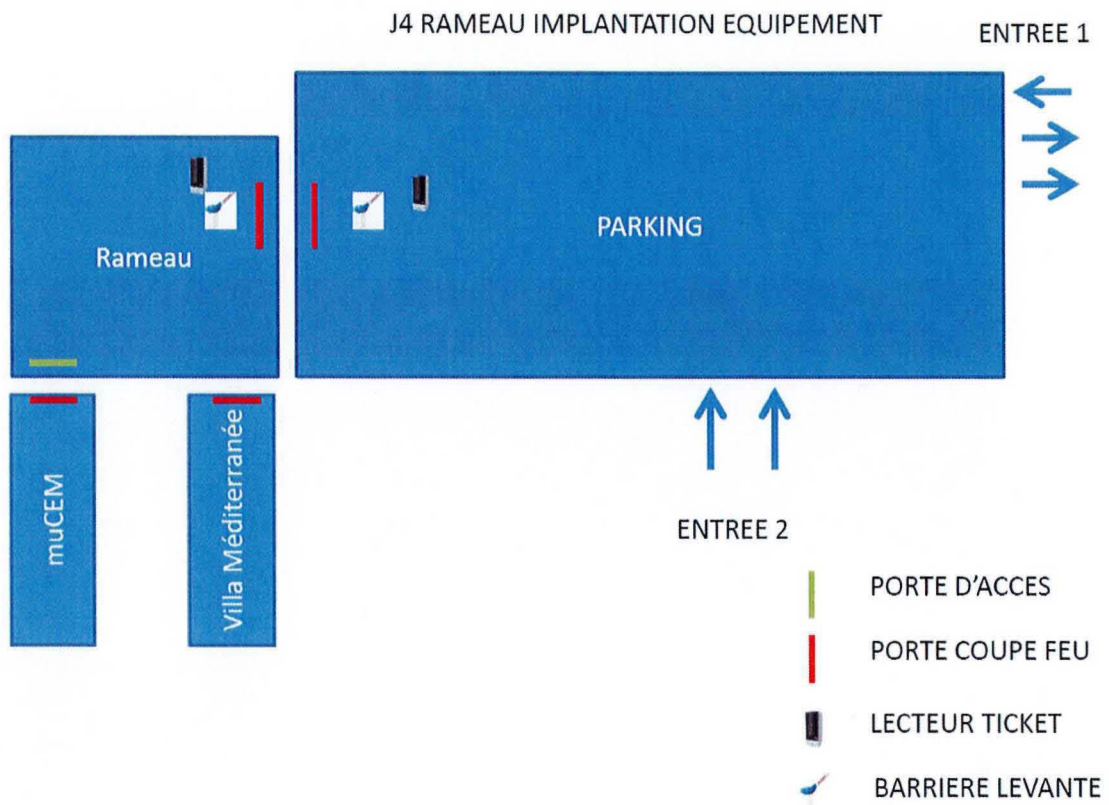 J4 RAMEAU IMPLANTATION EQUIPEMENT
ENTREE 1
PARKING
Rameau
muCEM
Villa Méditerranée
ENTREE 2
PORTE D'ACCES
PORTE COUPE FEU
LECTEUR TICKET
BARRIERE LEVANTE